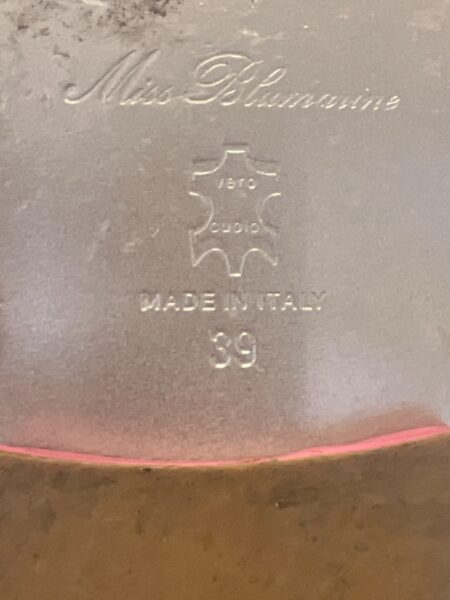 Miss Blumarine
vero
cuoio
MADE IN ITALY
39